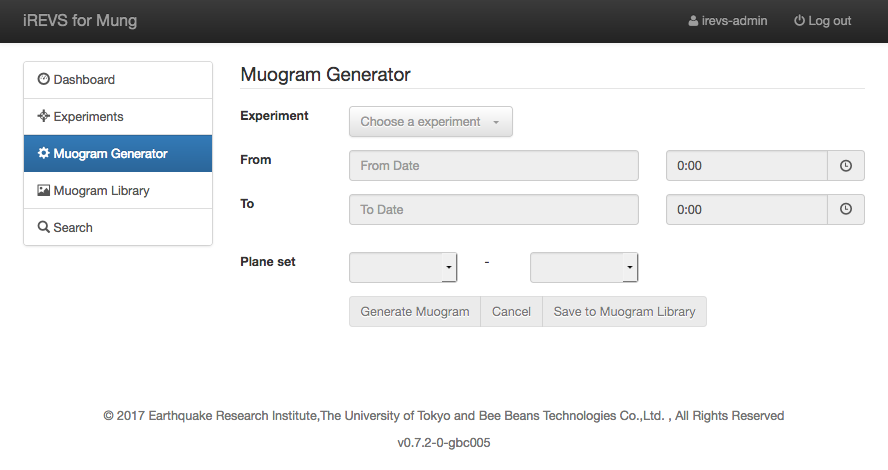 iREVS for Mung irevs-admin Log out
Dashboard
Experiments
Muogram Generator
Muogram Library
Search
Muogram Generator
Experiment Choose a experiment
From From Date 0:00
To To Date 0:00
Plane set -
Generate Muogram Cancel Save to Muogram Library
© 2017 Earthquake Research Institute,The University of Tokyo and Bee Beans Technologies Co.,Ltd. , All Rights Reserved
v0.7.2-0-gbc005